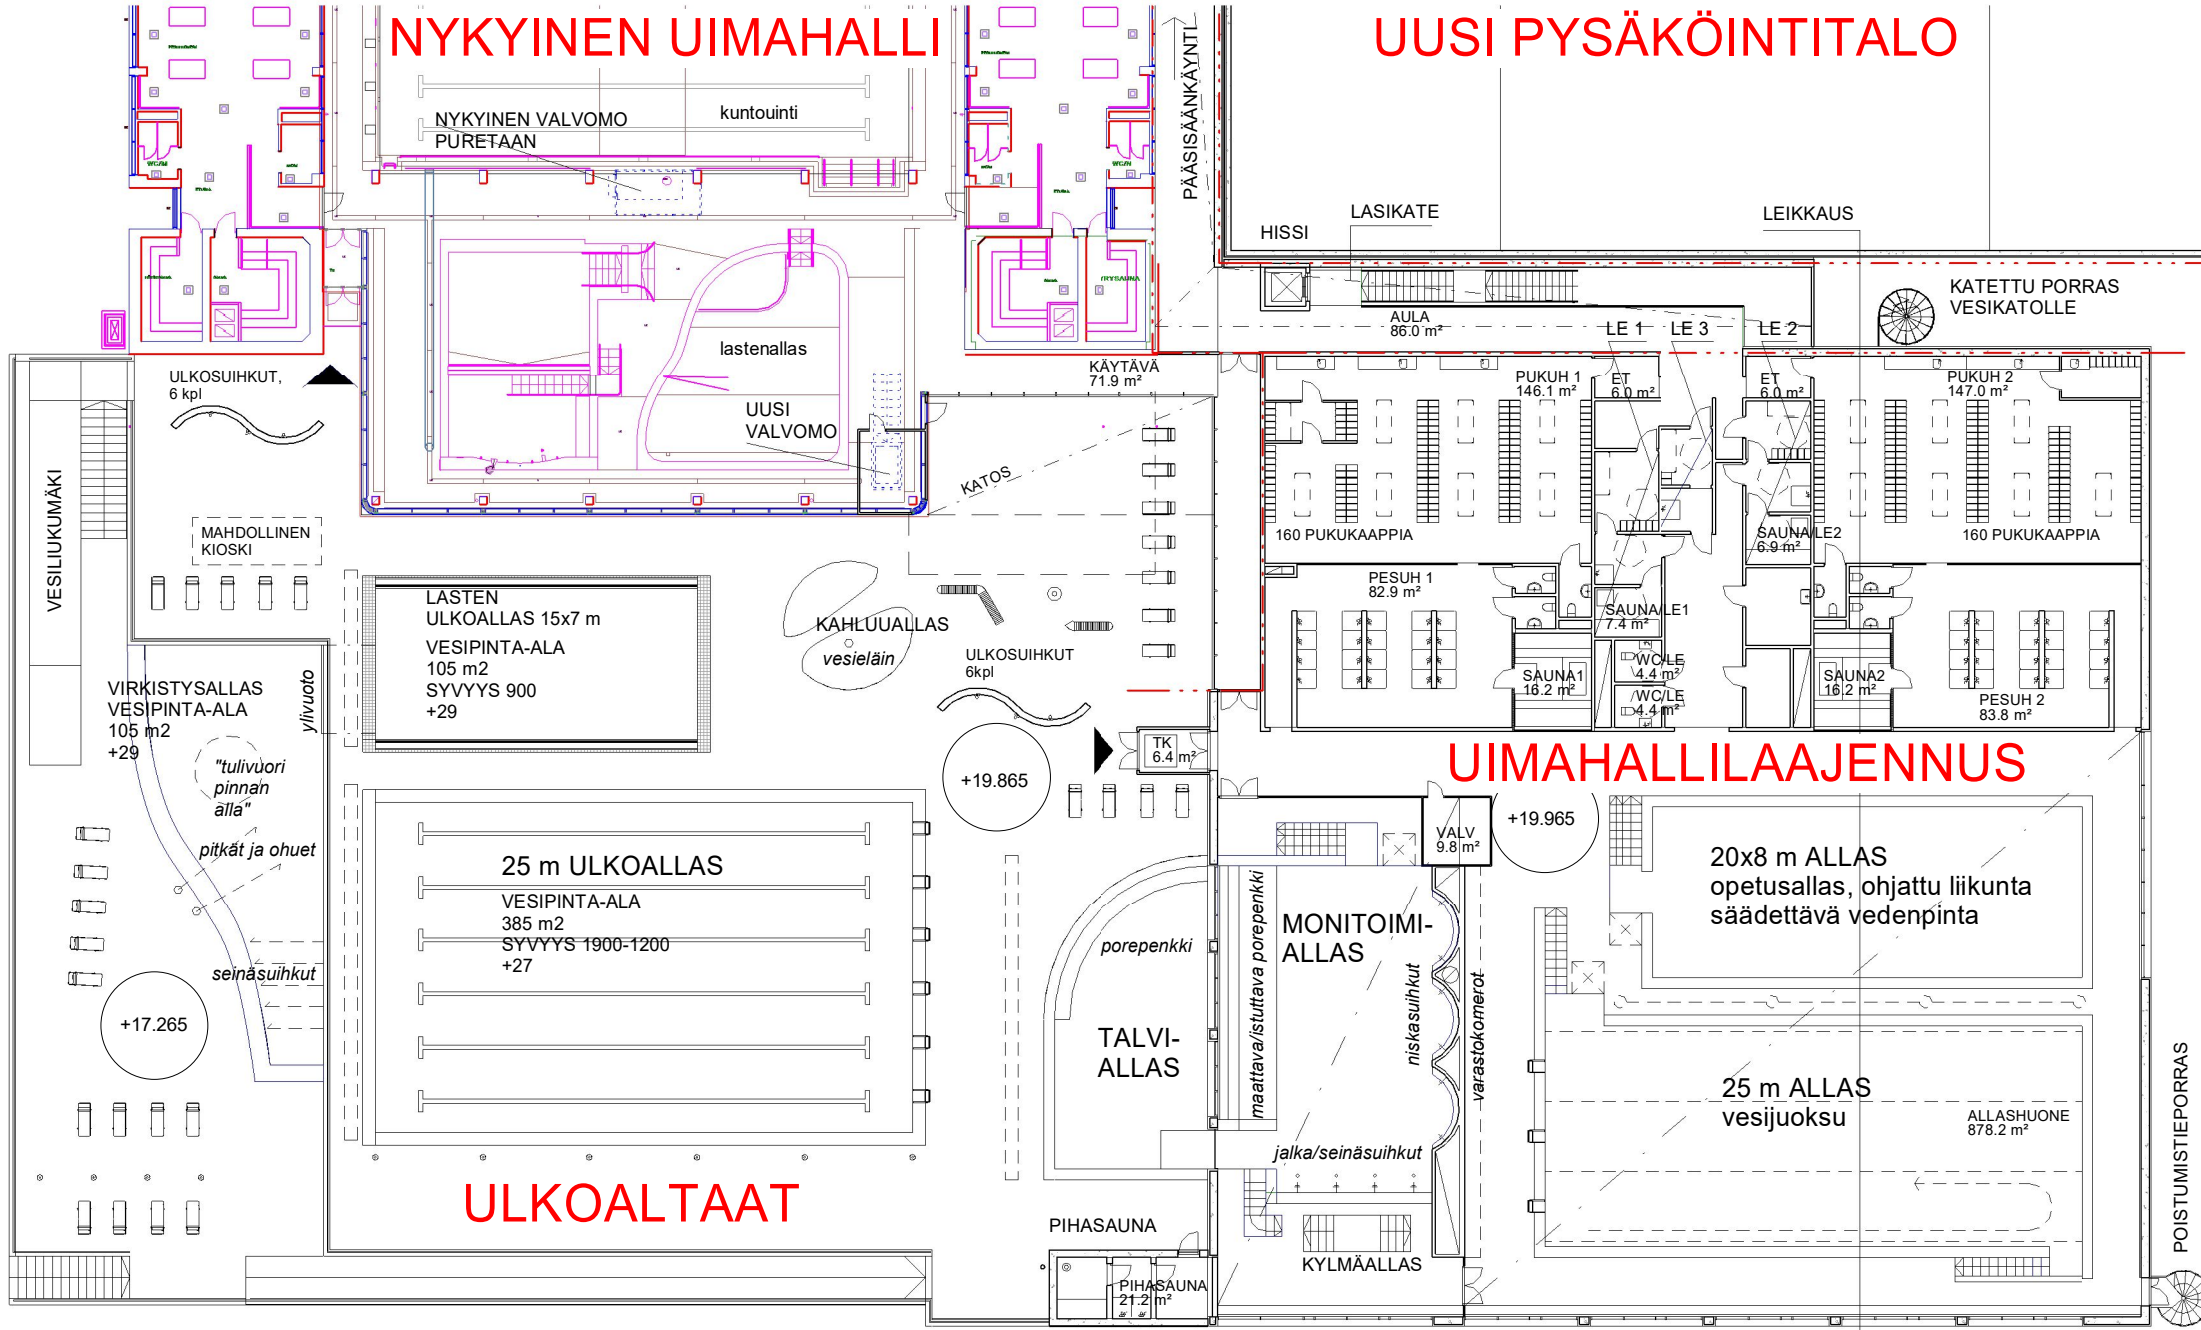 NYKYINEN UIMAHALLI
UUSI PYSÄKÖINTITALO
NYKYINEN VALVOMO
PURETAAN
kuntouinti
PÄÄSISÄÄNKÄYNTI
HISSI
LASIKATE
LEIKKAUS
KATETTU PORRAS
VESIKATOLLE
AULA
86.0 m²
LE 1
LE 3
LE 2
lastenallas
KÄYTÄVÄ
71.9 m²
ULKOSUIHKUT,
6 kpl
UUSI
VALVOMO
PUKUH 1
146.1 m²
ET
6.0 m²
ET
6.0 m²
PUKUH 2
147.0 m²
KATOS
VESILIUKUMÄKI
MAHDOLLINEN
KIOSKI
160 PUKUKAAPPIA
SAUNA/LE2
6.9 m²
160 PUKUKAAPPIA
LASTEN
ULKOALLAS 15x7 m
VESIPINTA-ALA
105 m2
SYVYYS 900
+29
KAHLUUALLAS
vesieläin
ULKOSUIHKUT
6kpl
PESUH 1
82.9 m²
SAUNA/LE1
7.4 m²
SAUNA1
16.2 m²
WC/LE
4.4 m²
WC/LE
4.4 m²
SAUNA2
16.2 m²
PESUH 2
83.8 m²
VIRKISTYSALLAS
VESIPINTA-ALA
105 m2
+29
ylivuoto
"tulivuori
pinnan
alla"
pitkät ja ohuet
seinäsuihkut
+17.265
+19.865
TK
6.4 m²
UIMAHALLILAAJENNUS
VALV
9.8 m²
+19.965
25 m ULKOALLAS
VESIPINTA-ALA
385 m2
SYVYYS 1900-1200
+27
porepenkki
TALVI-
ALLAS
maattava/istuttava porepenkki
MONITOIMI-
ALLAS
niskasuihkut
varastokomerot
jalka/seinäsuihkut
20x8 m ALLAS
opetusallas, ohjattu liikunta
säädettävä vedenpinta
25 m ALLAS
vesijuoksu
ALLASHUONE
878.2 m²
POISTUMISTIEPORRAS
ULKOALTAAT
PIHASAUNA
PIHASAUNA
21.2 m²
KYLMÄALLAS